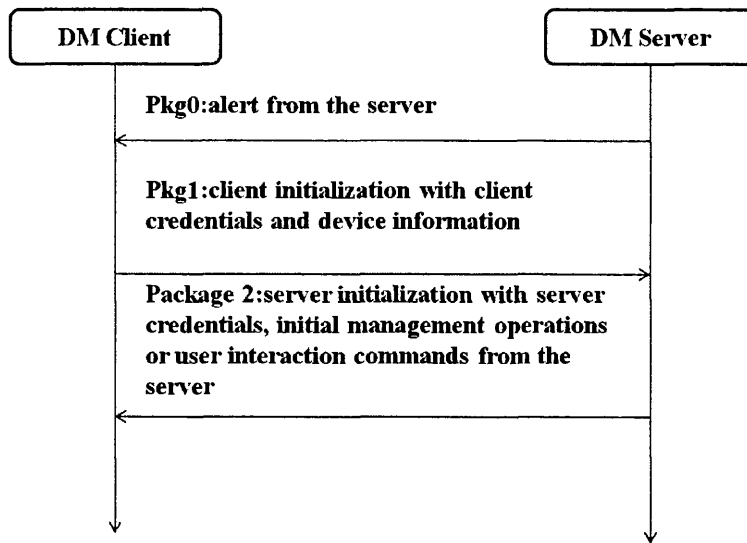 DM Client
DM Server
Pkg0:alert from the server
Pkg1:client initialization with client
credentials and device information
Package 2:server initialization with server
credentials, initial management operations
or user interaction commands from the
server